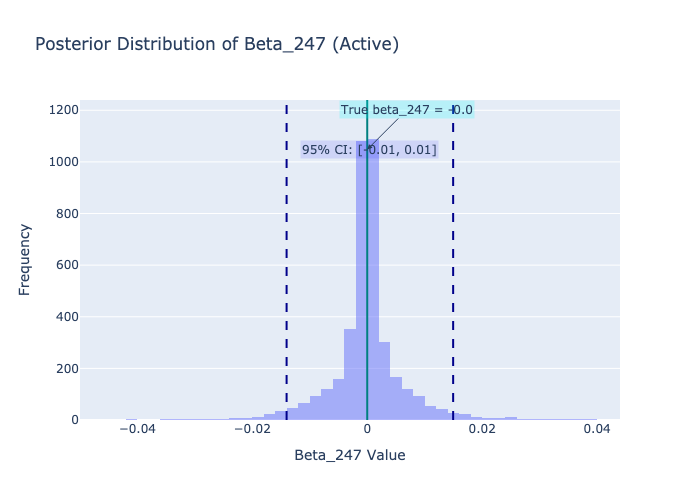 Posterior Distribution of Beta_247 (Active)
True beta_247 = -0.0
95% CI: [-0.01, 0.01]
1200
1000
800
600
400
200
0
Frequency
−0.04
−0.02
0
0.02
0.04
Beta_247 Value